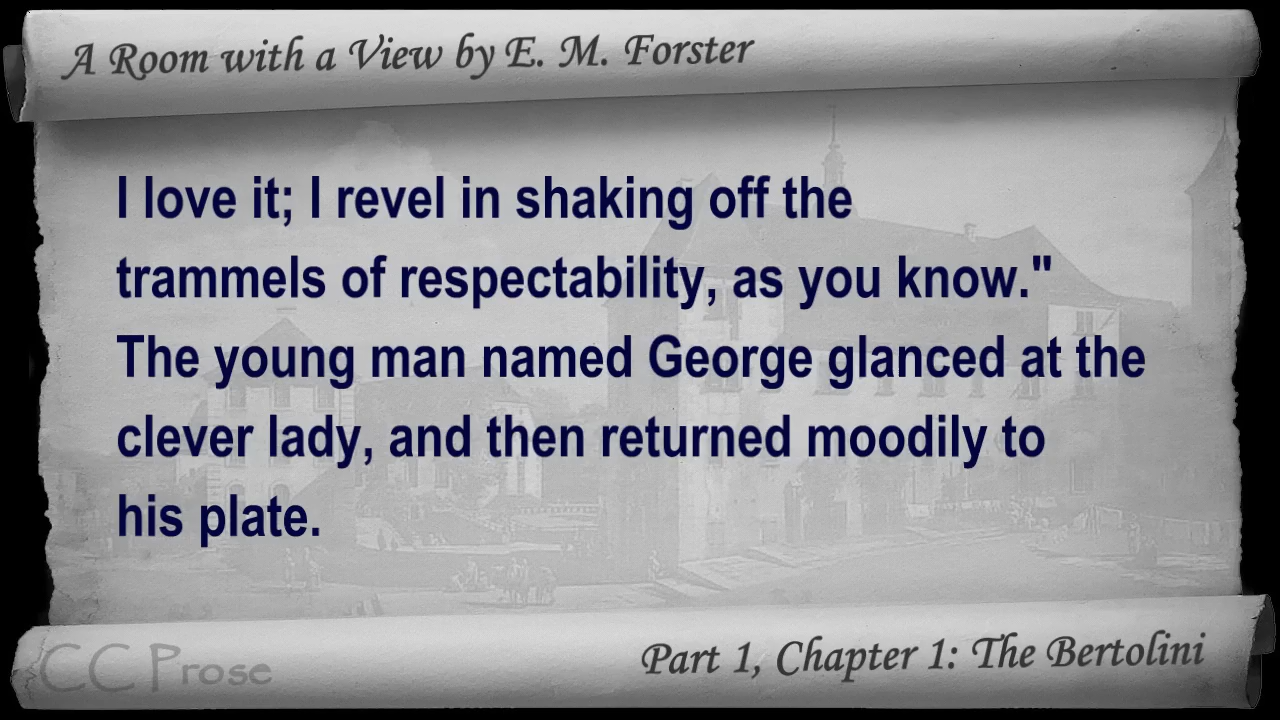 A Room with a View by E. M. Forster
I love it; I revel in shaking off the
trammels of respectability, as you know."
The young man named George glanced at the
clever lady, and then returned moodily to
his plate.
CC Prose
Part 1, Chapter 1: The Bertolini